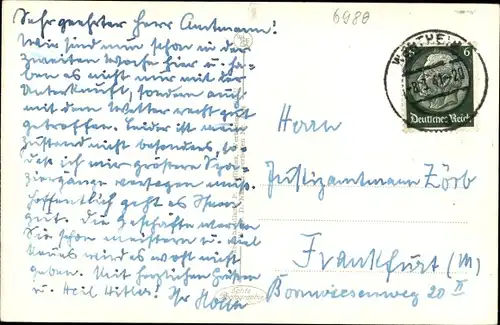 6980
Sehr geehrter Herr Amtmann!
Wir sind nun schon in der
zweiten Woche hier u. ha-
ben es nicht nur mit der
Unterkunft, sondern auch
mit dem Wetter recht gut
getroffen. Leider ist mein
Zustand nicht besonders, so
daß ich mir größere Spa-
ziergänge versagen muß.
Hoffentlich geht es Ihnen
gut. Die Geschäfte werden
Sie schon meistern u. viel
Neues wird es wohl nicht
geben. Mit herzlichen Grüßen
u. Heil Hitler! Ihr
WERTHEIM
6
Deutsches Reich
Herrn
Justizamtmann Zörb
Frankfurt (M)
Bornwiesenweg 20 II